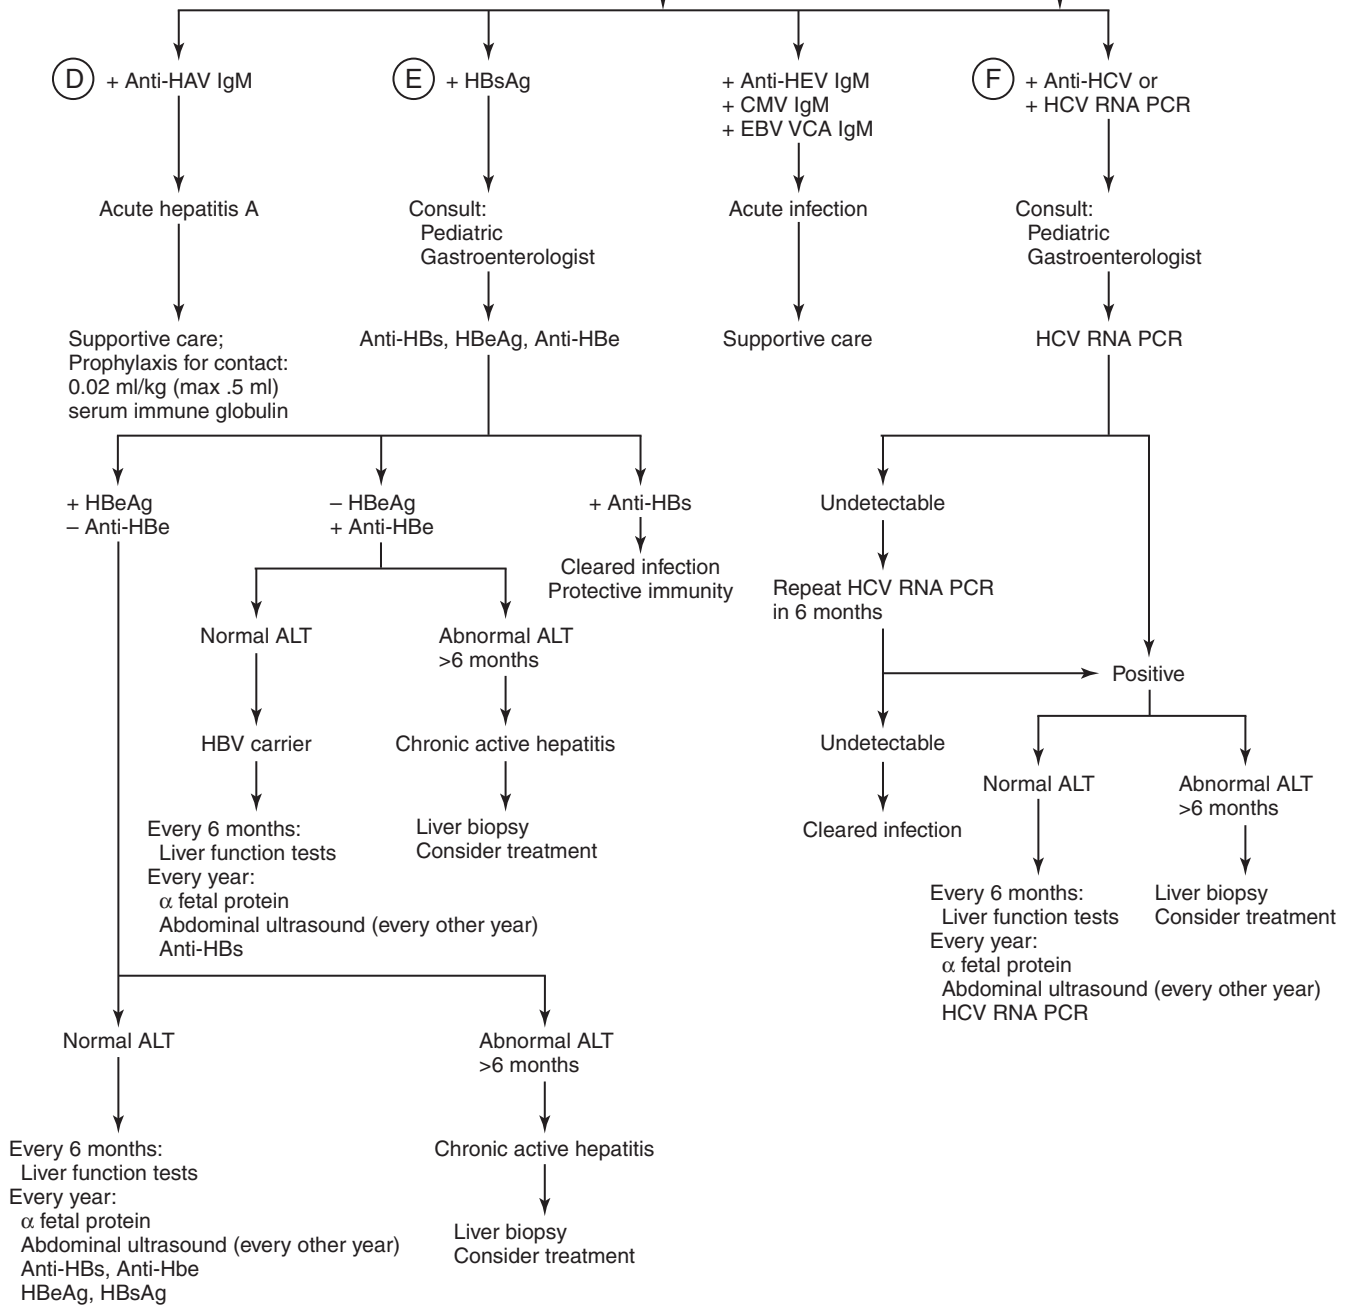 D + Anti-HAV IgM
Acute hepatitis A
Supportive care;
Prophylaxis for contact:
0.02 ml/kg (max .5 ml)
serum immune globulin
E + HBsAg
Consult:
Pediatric
Gastroenterologist
Anti-HBs, HBeAg, Anti-HBe
+ HBeAg
– Anti-HBe
– HBeAg
+ Anti-HBe
+ Anti-HBs
Cleared infection
Protective immunity
Normal ALT
HBV carrier
Every 6 months:
Liver function tests
Every year:
α fetal protein
Abdominal ultrasound (every other year)
Anti-HBs
Abnormal ALT
>6 months
Chronic active hepatitis
Liver biopsy
Consider treatment
Normal ALT
Every 6 months:
Liver function tests
Every year:
α fetal protein
Abdominal ultrasound (every other year)
Anti-HBs, Anti-Hbe
HBeAg, HBsAg
Abnormal ALT
>6 months
Chronic active hepatitis
Liver biopsy
Consider treatment
+ Anti-HEV IgM
+ CMV IgM
+ EBV VCA IgM
Acute infection
Supportive care
F + Anti-HCV or
+ HCV RNA PCR
Consult:
Pediatric
Gastroenterologist
HCV RNA PCR
Undetectable
Repeat HCV RNA PCR
in 6 months
Undetectable
Cleared infection
Positive
Normal ALT
Every 6 months:
Liver function tests
Every year:
α fetal protein
Abdominal ultrasound (every other year)
HCV RNA PCR
Abnormal ALT
>6 months
Liver biopsy
Consider treatment